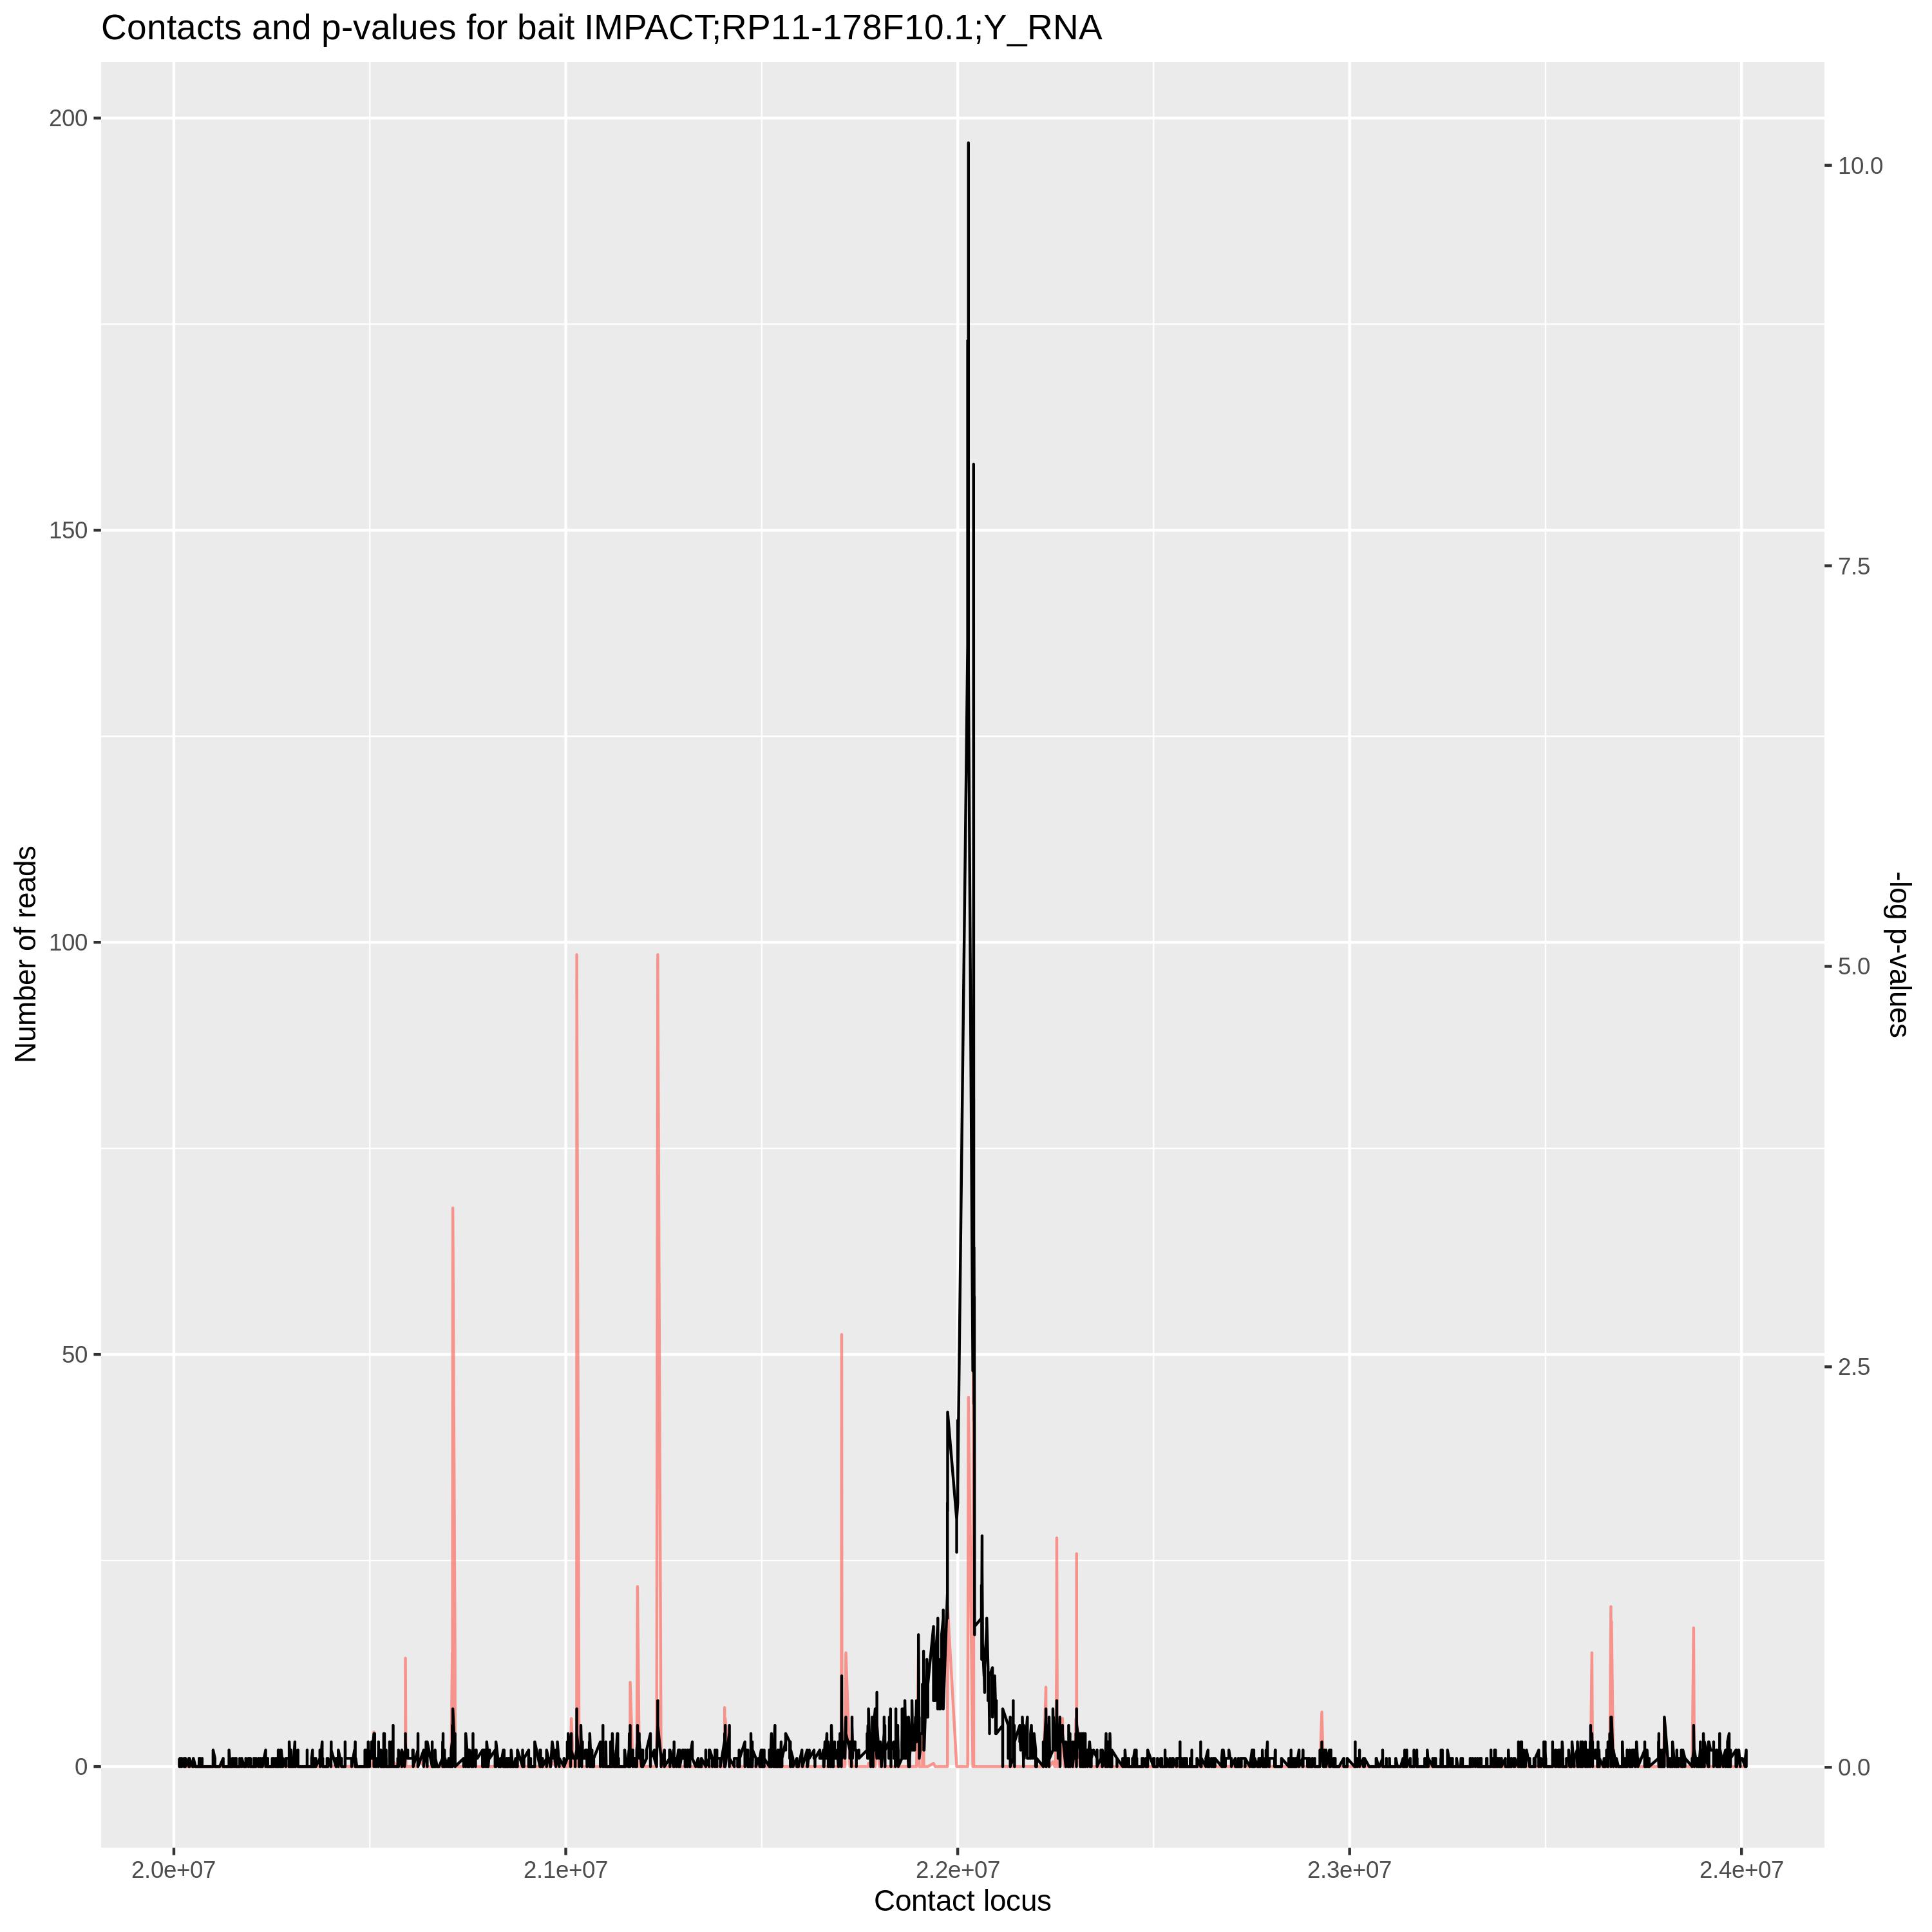 Contacts and p-values for bait IMPACT;RP11-178F10.1;Y_RNA
200
150
100
50
0
Number of reads
10.0
7.5
5.0
2.5
0.0
-log p-values
2.0e+07
2.1e+07
2.2e+07
2.3e+07
2.4e+07
Contact locus